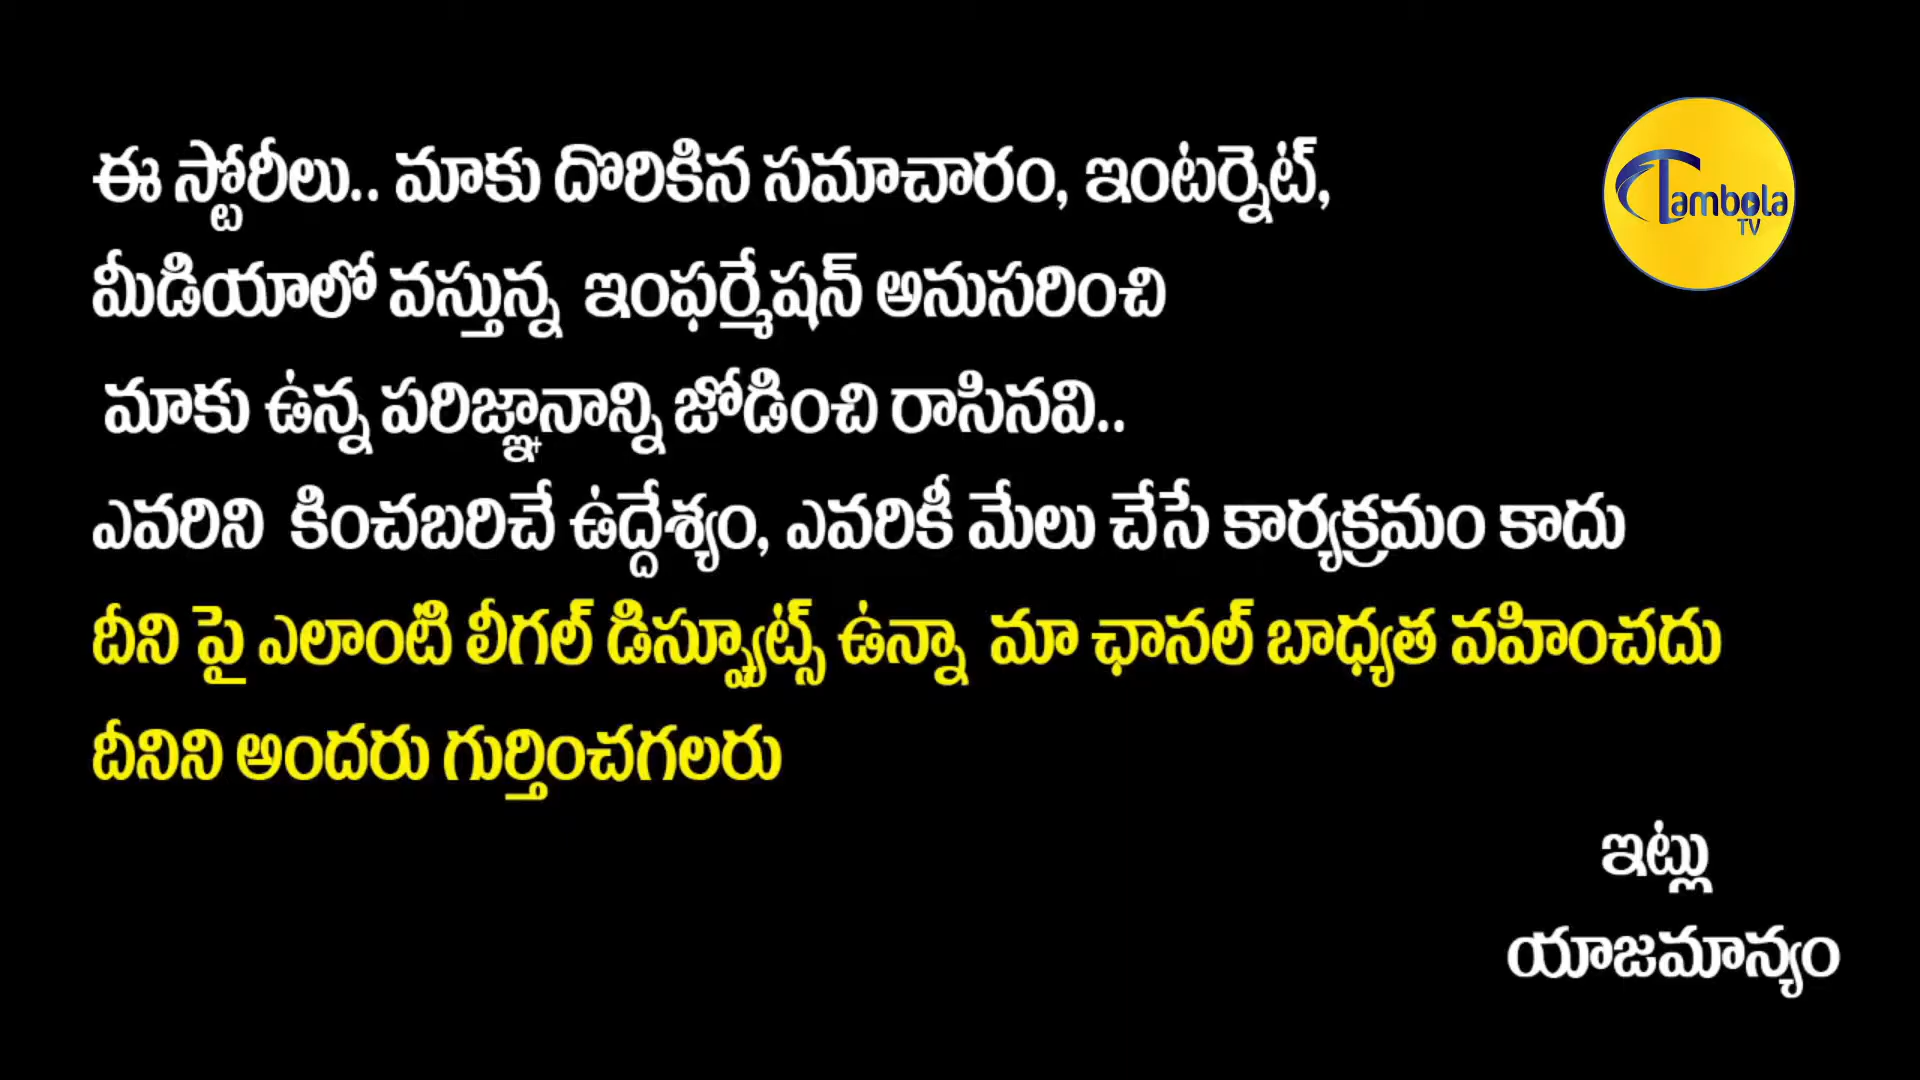 ఈ స్టోరీలు.. మాకు దొరికిన సమాచారం, ఇంటర్నెట్,
Tambola
TV
మీడియాలో వస్తున్న ఇంఫర్మేషన్ అనుసరించి
మాకు ఉన్న పరిజ్ఞానాన్ని జోడించి రాసినవి..
ఎవరిని కించబరిచే ఉద్దేశ్యం, ఎవరికీ మేలు చేసే కార్యక్రమం కాదు
దీని పై ఎలాంటి లీగల్ డిస్ప్యూట్స్ ఉన్నా మా ఛానల్ బాధ్యత వహించదు
దీనిని అందరు గుర్తించగలరు
ఇట్లు
యాజమాన్యం